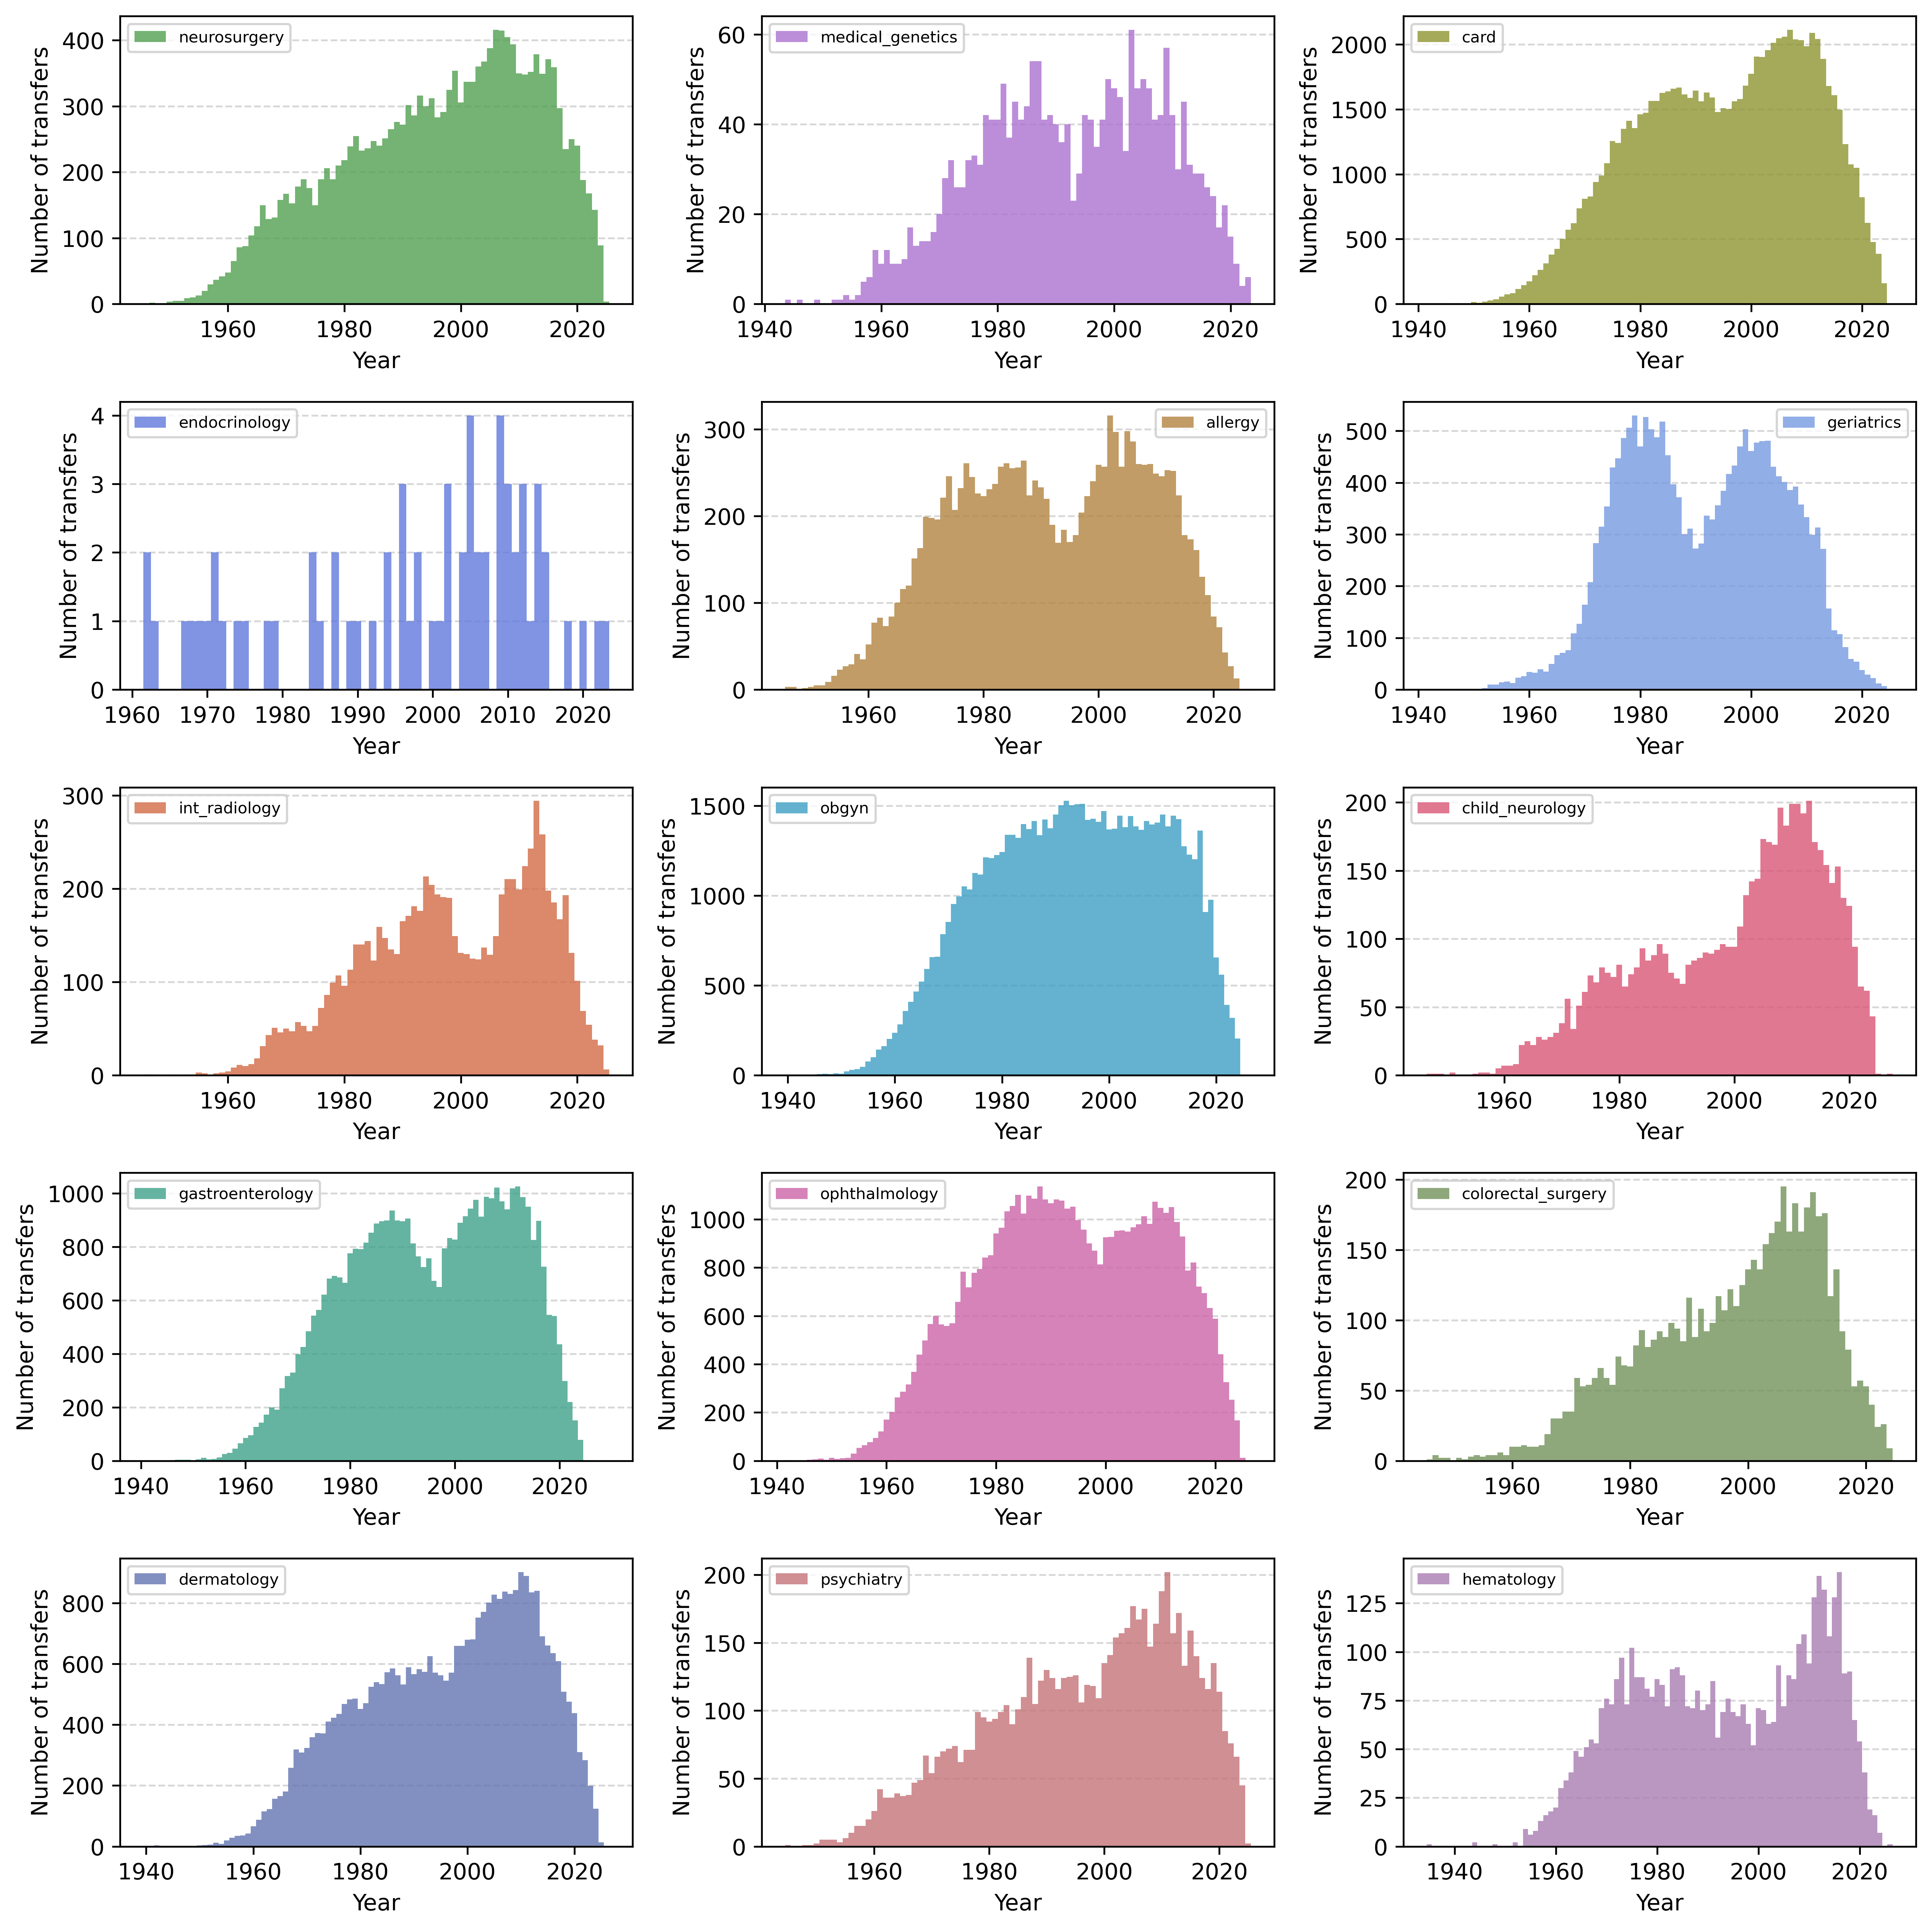 Number of transfers
400
300
200
100
0
neurosurgery
1960 1980 2000 2020
Year
Number of transfers
60
40
20
0
medical_genetics
1940 1960 1980 2000 2020
Year
Number of transfers
2000
1500
1000
500
0
card
1940 1960 1980 2000 2020
Year
Number of transfers
4
3
2
1
0
endocrinology
1960 1970 1980 1990 2000 2010 2020
Year
Number of transfers
300
200
100
0
allergy
1960 1980 2000 2020
Year
Number of transfers
500
400
300
200
100
0
geriatrics
1940 1960 1980 2000 2020
Year
Number of transfers
300
200
100
0
int_radiology
1960 1980 2000 2020
Year
Number of transfers
1500
1000
500
0
obgyn
1940 1960 1980 2000 2020
Year
Number of transfers
200
150
100
50
0
child_neurology
1960 1980 2000 2020
Year
Number of transfers
1000
800
600
400
200
0
gastroenterology
1940 1960 1980 2000 2020
Year
Number of transfers
1000
800
600
400
200
0
ophthalmology
1940 1960 1980 2000 2020
Year
Number of transfers
200
150
100
50
0
colorectal_surgery
1960 1980 2000 2020
Year
Number of transfers
800
600
400
200
0
dermatology
1940 1960 1980 2000 2020
Year
Number of transfers
200
150
100
50
0
psychiatry
1960 1980 2000 2020
Year
Number of transfers
125
100
75
50
25
0
hematology
1940 1960 1980 2000 2020
Year